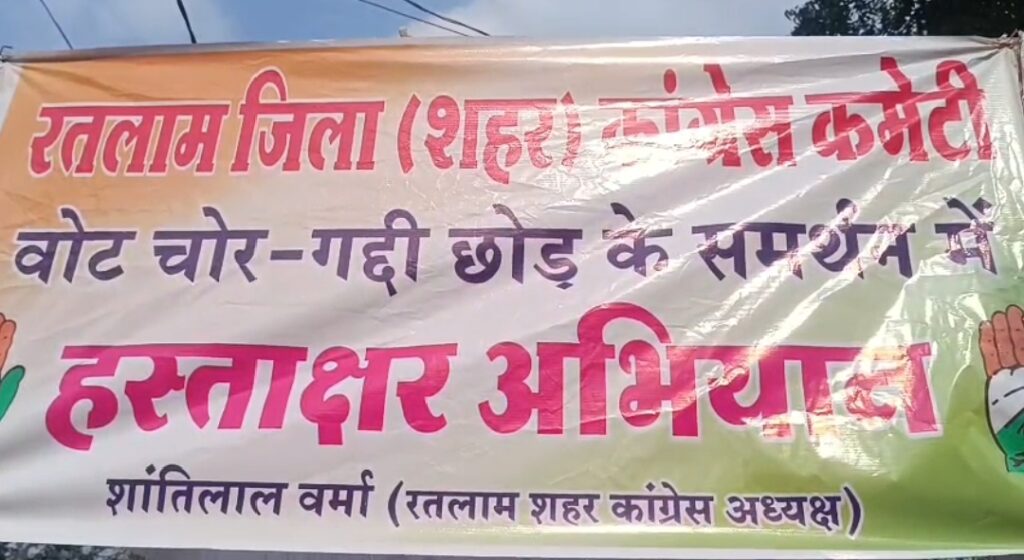 रतलाम जिला (शहर) कांग्रेस कमेटी
वोट चोर-गद्दी छोड़ के समर्थन में
हस्ताक्षर अभियान
शांतिलाल वर्मा (रतलाम शहर कांग्रेस अध्यक्ष)